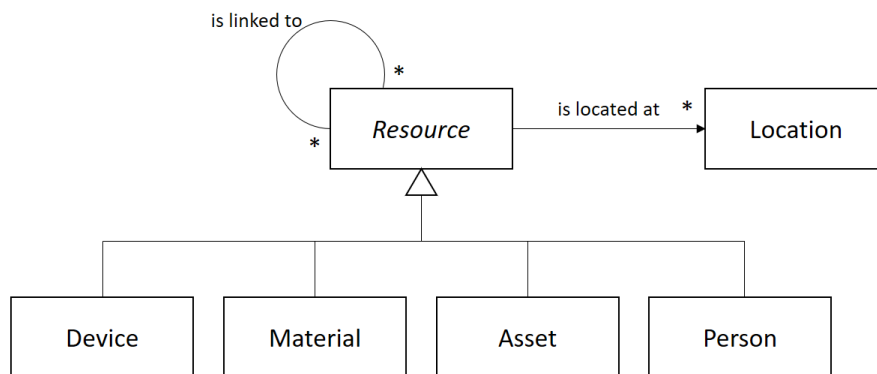 is linked to
*
*
Resource
is located at
*
Location
Device
Material
Asset
Person